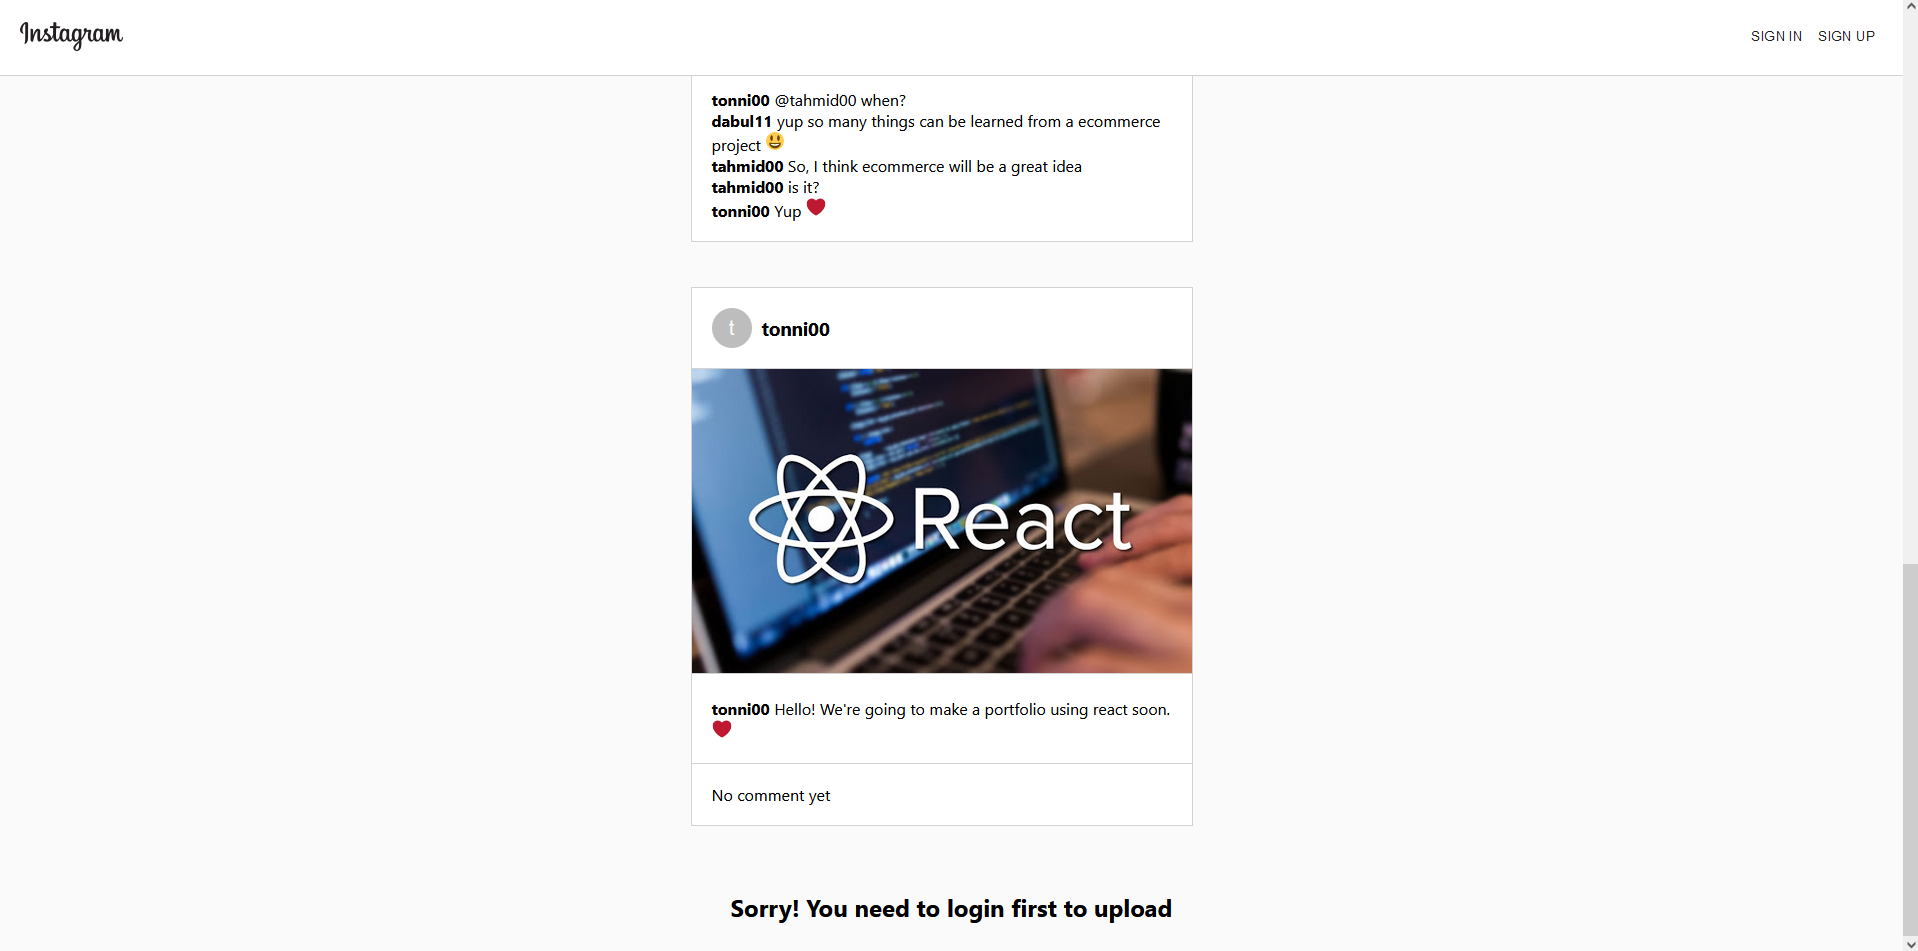 Instagram
SIGN IN SIGN UP
tonni00 @tahmid00 when?
dabul11 yup so many things can be learned from a ecommerce
project 😃
tahmid00 So, I think ecommerce will be a great idea
tahmid00 is it?
tonni00 Yup ❤️
t tonni00
React
tonni00 Hello! We're going to make a portfolio using react soon.
❤️
No comment yet
Sorry! You need to login first to upload